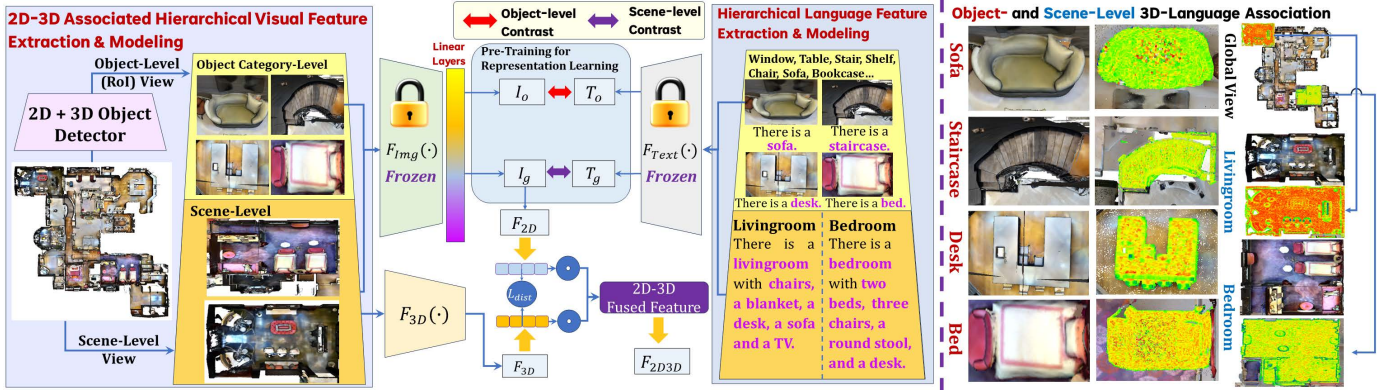 2D-3D Associated Hierarchical Visual Feature
Extraction & Modeling
Object-Level
(RoI) View
2D + 3D Object
Detector
Scene-Level
View
Object Category-Level
Scene-Level
Object-level
Contrast
Scene-level
Contrast
Linear
Layers
Pre-Training for
Representation Learning
I_o
T_o
I_g
T_g
F_Img(·)
Frozen
F_Text(·)
Frozen
F_2D
L_dist
F_3D(·)
F_3D
2D-3D
Fused Feature
F_2D3D
Hierarchical Language Feature
Extraction & Modeling
Window, Table, Stair, Shelf,
Chair, Sofa, Bookcase...
There is a
sofa.
There is a
staircase.
There is a desk.
There is a bed.
Livingroom
There is a
livingroom
with chairs,
a blanket, a
desk, a sofa
and a TV.
Bedroom
There is a
bedroom
with two
beds, three
chairs, a
round stool,
and a desk.
Object- and Scene-Level 3D-Language Association
Sofa
Staircase
Desk
Bed
Global View
Livingroom
Bedroom